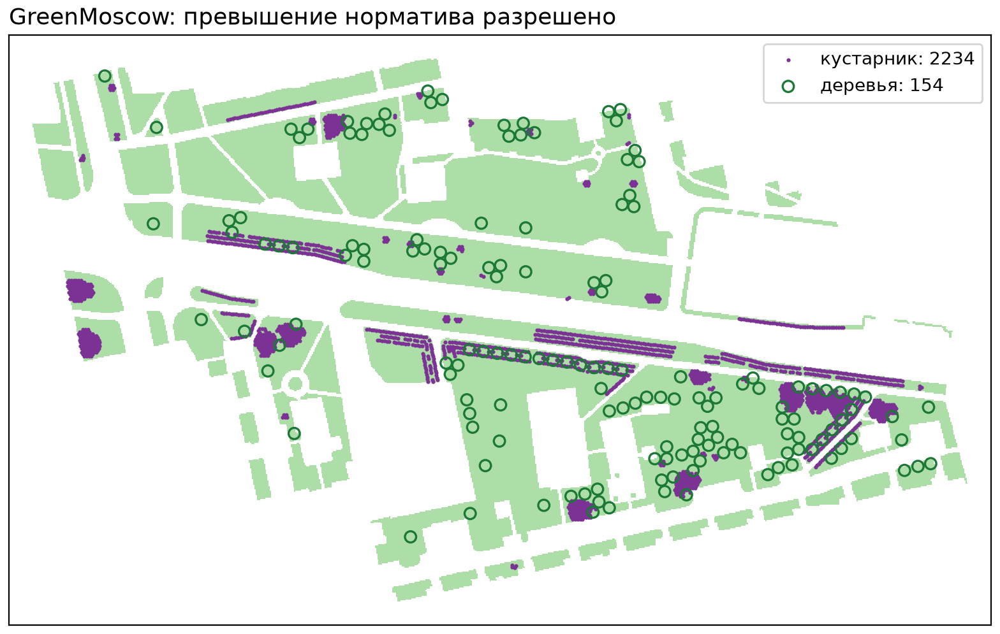 GreenMoscow: превышение норматива разрешено
кустарник: 2234
деревья: 154